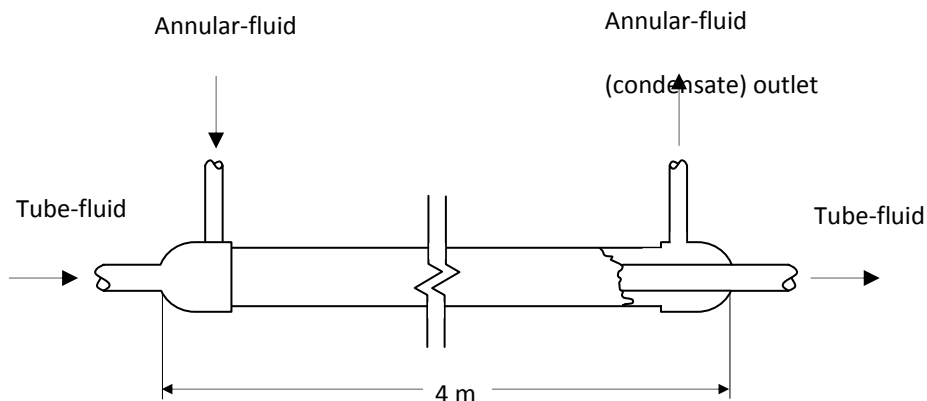 Annular-fluid
Annular-fluid
(condensate) outlet
Tube-fluid
Tube-fluid
4 m